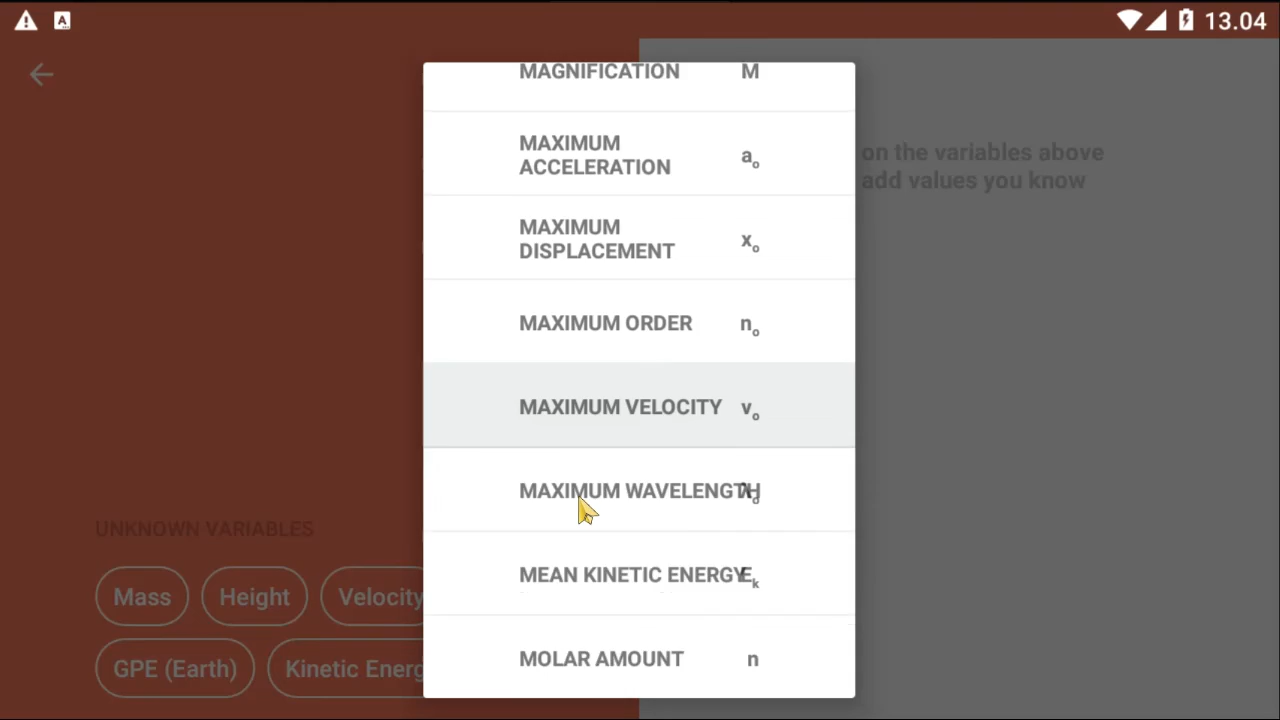 13.04
MAGNIFICATION M
MAXIMUM
ACCELERATION aₒ
on the variables above
add values you know
MAXIMUM
DISPLACEMENT xₒ
MAXIMUM ORDER nₒ
MAXIMUM VELOCITY vₒ
MAXIMUM WAVELENGTH λₒ
MEAN KINETIC ENERGY Eₖ
MOLAR AMOUNT n
UNKNOWN VARIABLES
Mass Height Velocity
GPE (Earth) Kinetic Energ